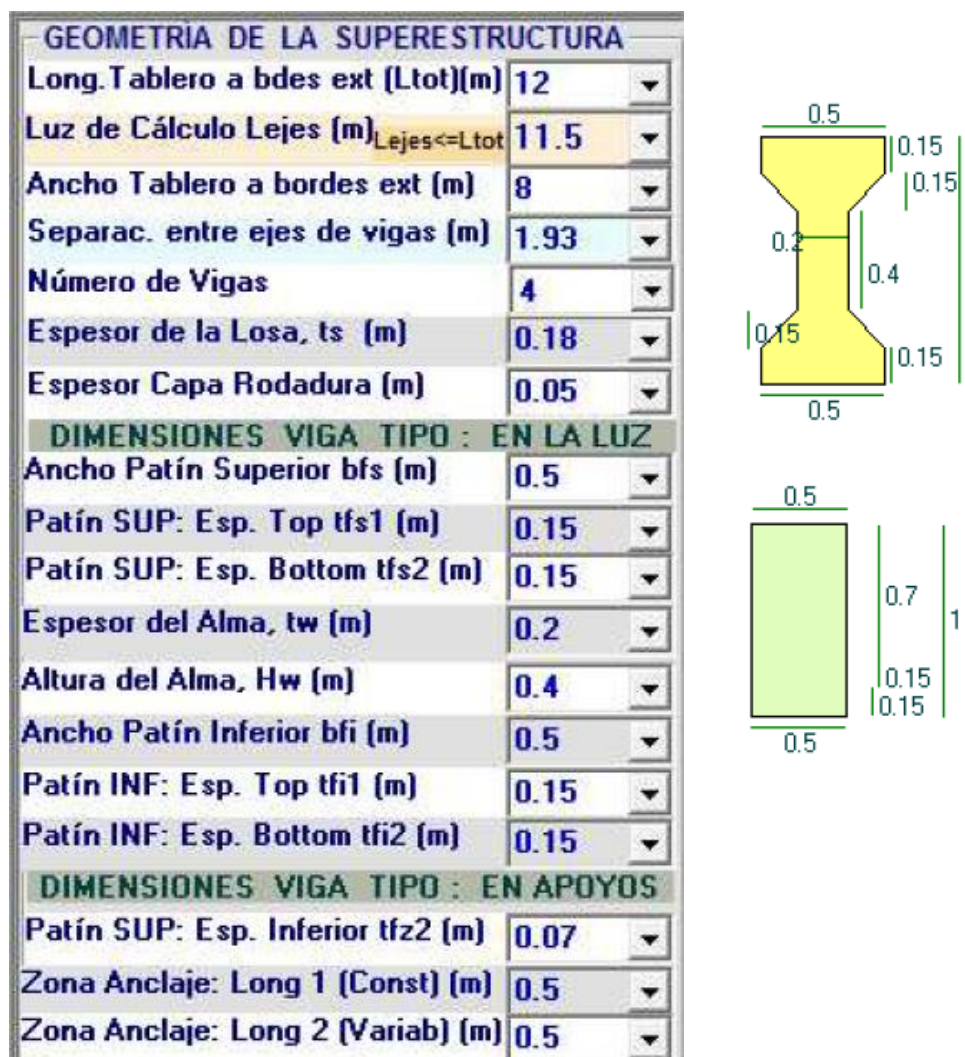 GEOMETRÌA DE LA SUPERESTRUCTURA
Long.Tablero a bdes ext (Ltot)(m) 12
Luz de Cálculo Lejes (m) Lejes<=Ltot 11.5
Ancho Tablero a bordes ext (m) 8
Separac. entre ejes de vigas (m) 1.93
Número de Vigas 4
Espesor de la Losa, ts (m) 0.18
Espesor Capa Rodadura (m) 0.05
DIMENSIONES VIGA TIPO : EN LA LUZ
Ancho Patín Superior bfs (m) 0.5
Patín SUP: Esp. Top tfs1 (m) 0.15
Patín SUP: Esp. Bottom tfs2 (m) 0.15
Espesor del Alma, tw (m) 0.2
Altura del Alma, Hw (m) 0.4
Ancho Patín Inferior bfi (m) 0.5
Patín INF: Esp. Top tfi1 (m) 0.15
Patín INF: Esp. Bottom tfi2 (m) 0.15
DIMENSIONES VIGA TIPO : EN APOYOS
Patín SUP: Esp. Inferior tfz2 (m) 0.07
Zona Anclaje: Long 1 (Const) (m) 0.5
Zona Anclaje: Long 2 (Variab) (m) 0.5
0.5
0.15
0.15
0.2
0.4
0.15
0.15
0.5
0.5
0.7
1
0.15
0.15
0.5